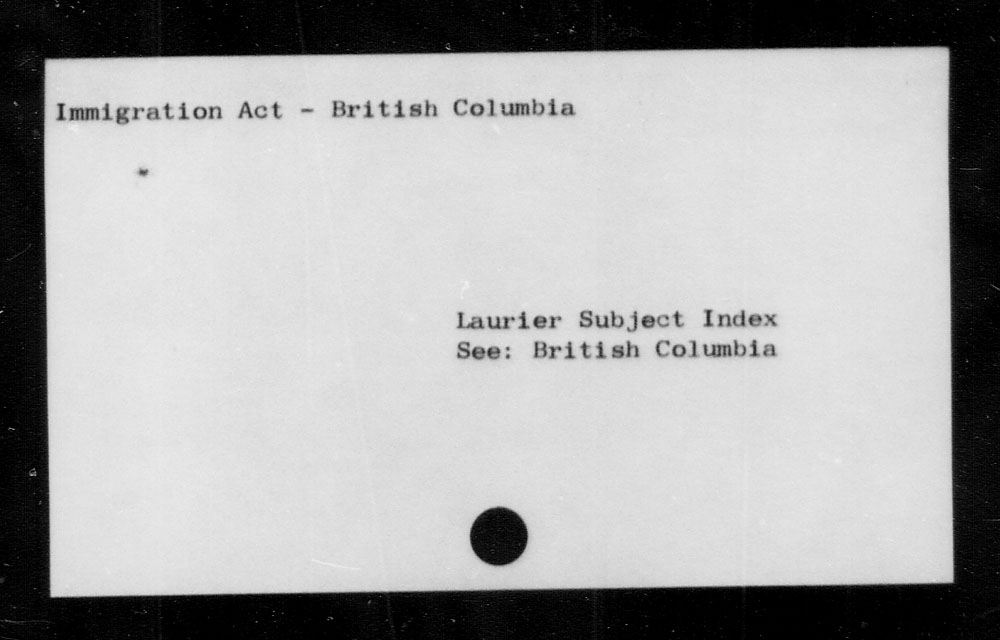 Immigration Act - British Columbia
Laurier Subject Index
See: British Columbia